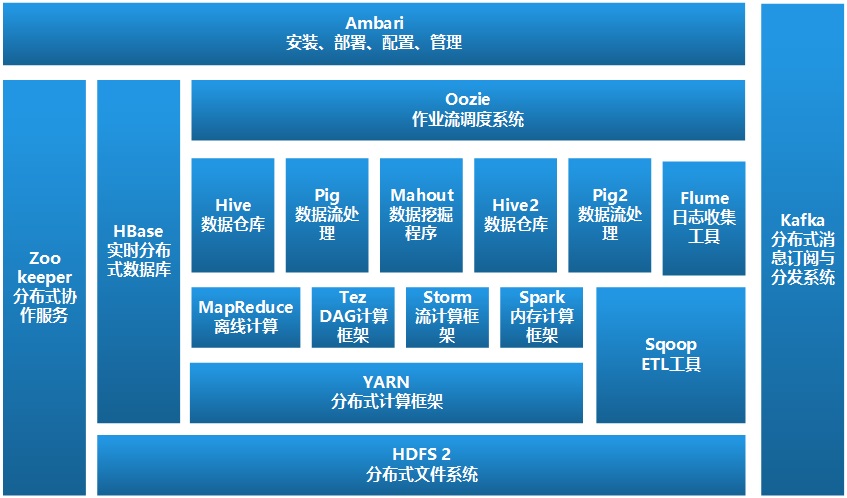 Ambari
安装、部署、配置、管理
Zoo
keeper
分布式协
作服务
HBase
实时分布
式数据库
Oozie
作业流调度系统
Hive
数据仓库
Pig
数据流处
理
Mahout
数据挖掘
程序
Hive2
数据仓库
Pig2
数据流处
理
Flume
日志收集
工具
MapReduce
离线计算
Tez
DAG计算
框架
Storm
流计算框
架
Spark
内存计算
框架
Sqoop
ETL工具
YARN
分布式计算框架
HDFS 2
分布式文件系统
Kafka
分布式消
息订阅与
分发系统